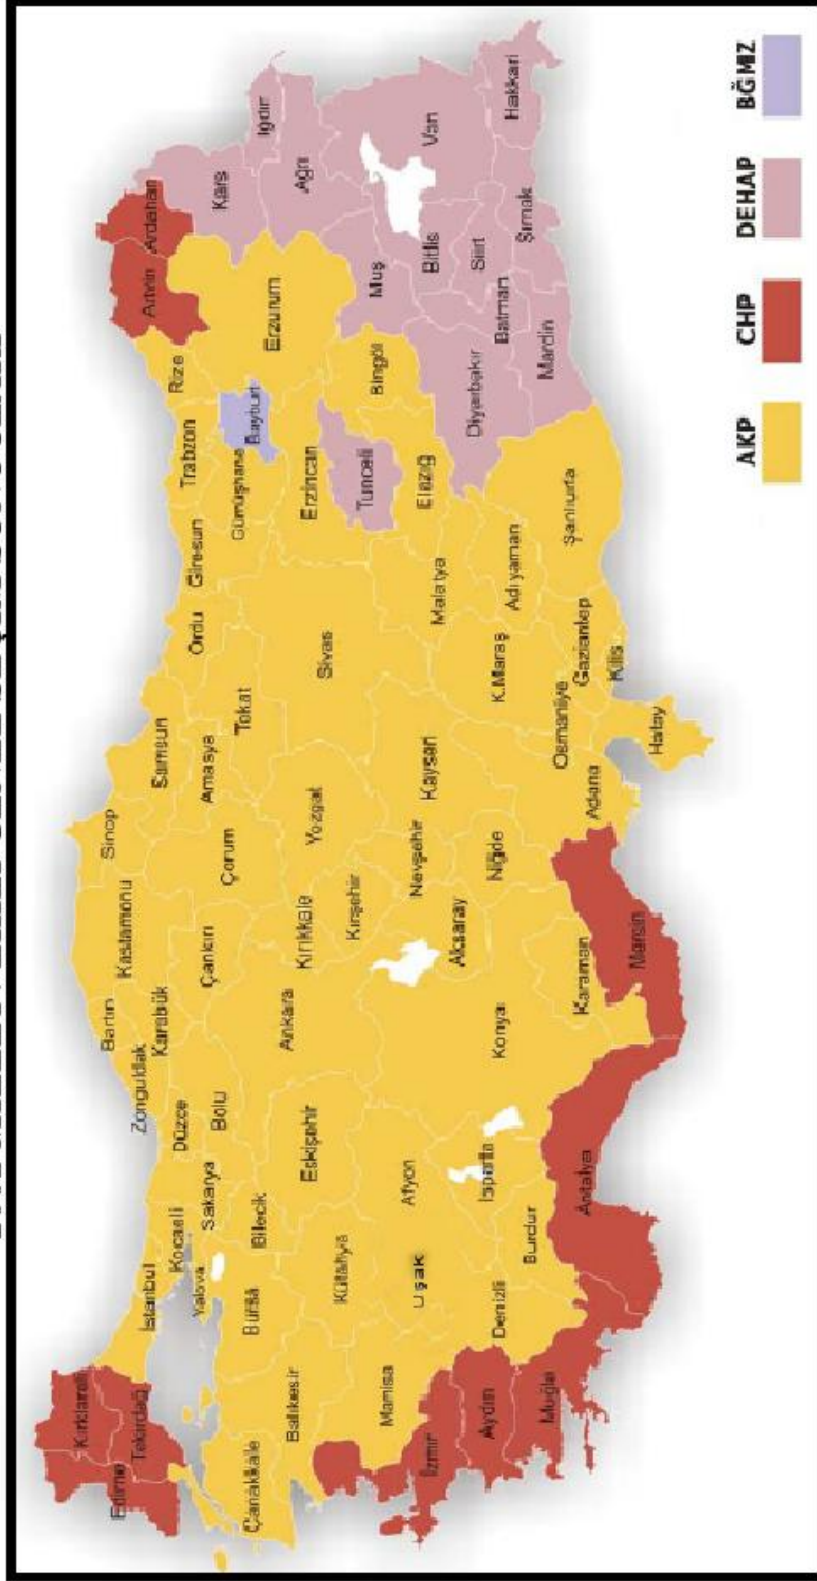 Edirne
Kırklareli
Tekirdağ
İstanbul
Kocaeli
Yalova
Sakarya
Düzce
Zonguldak
Bartın
Karabük
Kastamonu
Sinop
Samsun
Ordu
Giresun
Trabzon
Rize
Artvin
Ardahan
Çanakkale
Balıkesir
Bursa
Bilecik
Bolu
Çankırı
Çorum
Amasya
Tokat
Gümüşhane
Bayburt
Erzurum
Kars
Iğdır
Ağrı
Kütahya
Eskişehir
Ankara
Kırıkkale
Kırşehir
Yozgat
Sivas
Erzincan
Tunceli
Bingöl
Muş
Van
Manisa
Uşak
Afyon
Nevşehir
Kayseri
Malatya
Elazığ
Bitlis
İzmir
Aydın
Denizli
Isparta
Burdur
Konya
Aksaray
Niğde
K.Maraş
Adıyaman
Diyarbakır
Batman
Siirt
Şırnak
Hakkari
Muğla
Antalya
Karaman
Mersin
Adana
Osmaniye
Gaziantep
Kilis
Hatay
Şanlıurfa
Mardin
AKP
CHP
DEHAP
BĞMZ